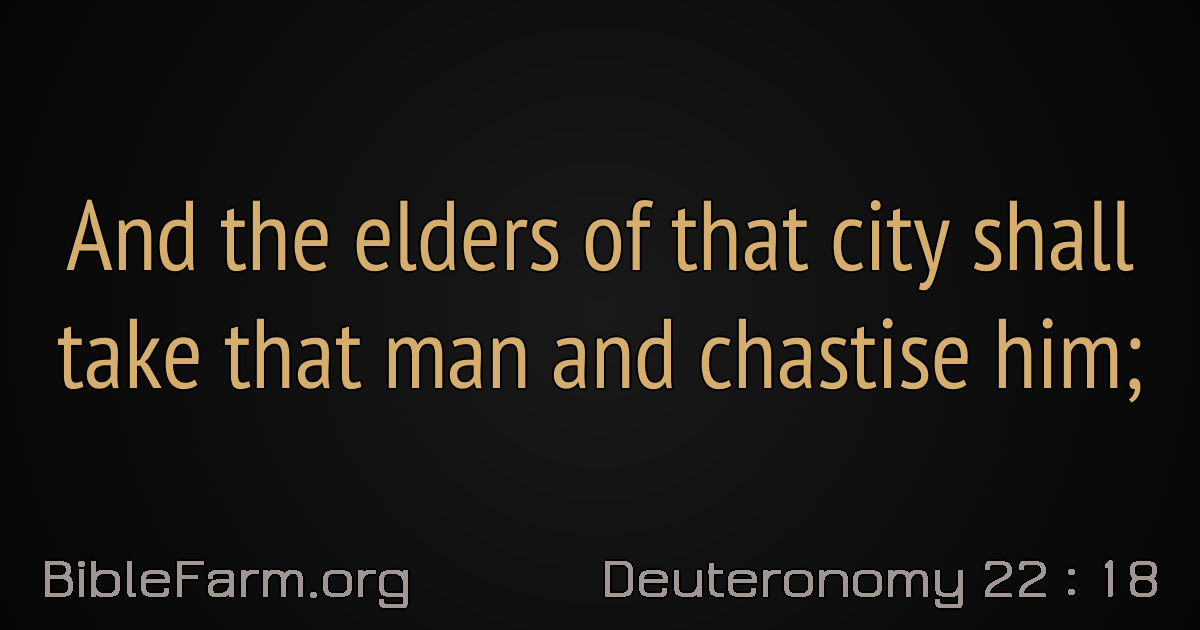 And the elders of that city shall
take that man and chastise him;
BibleFarm.org
Deuteronomy 22 : 18